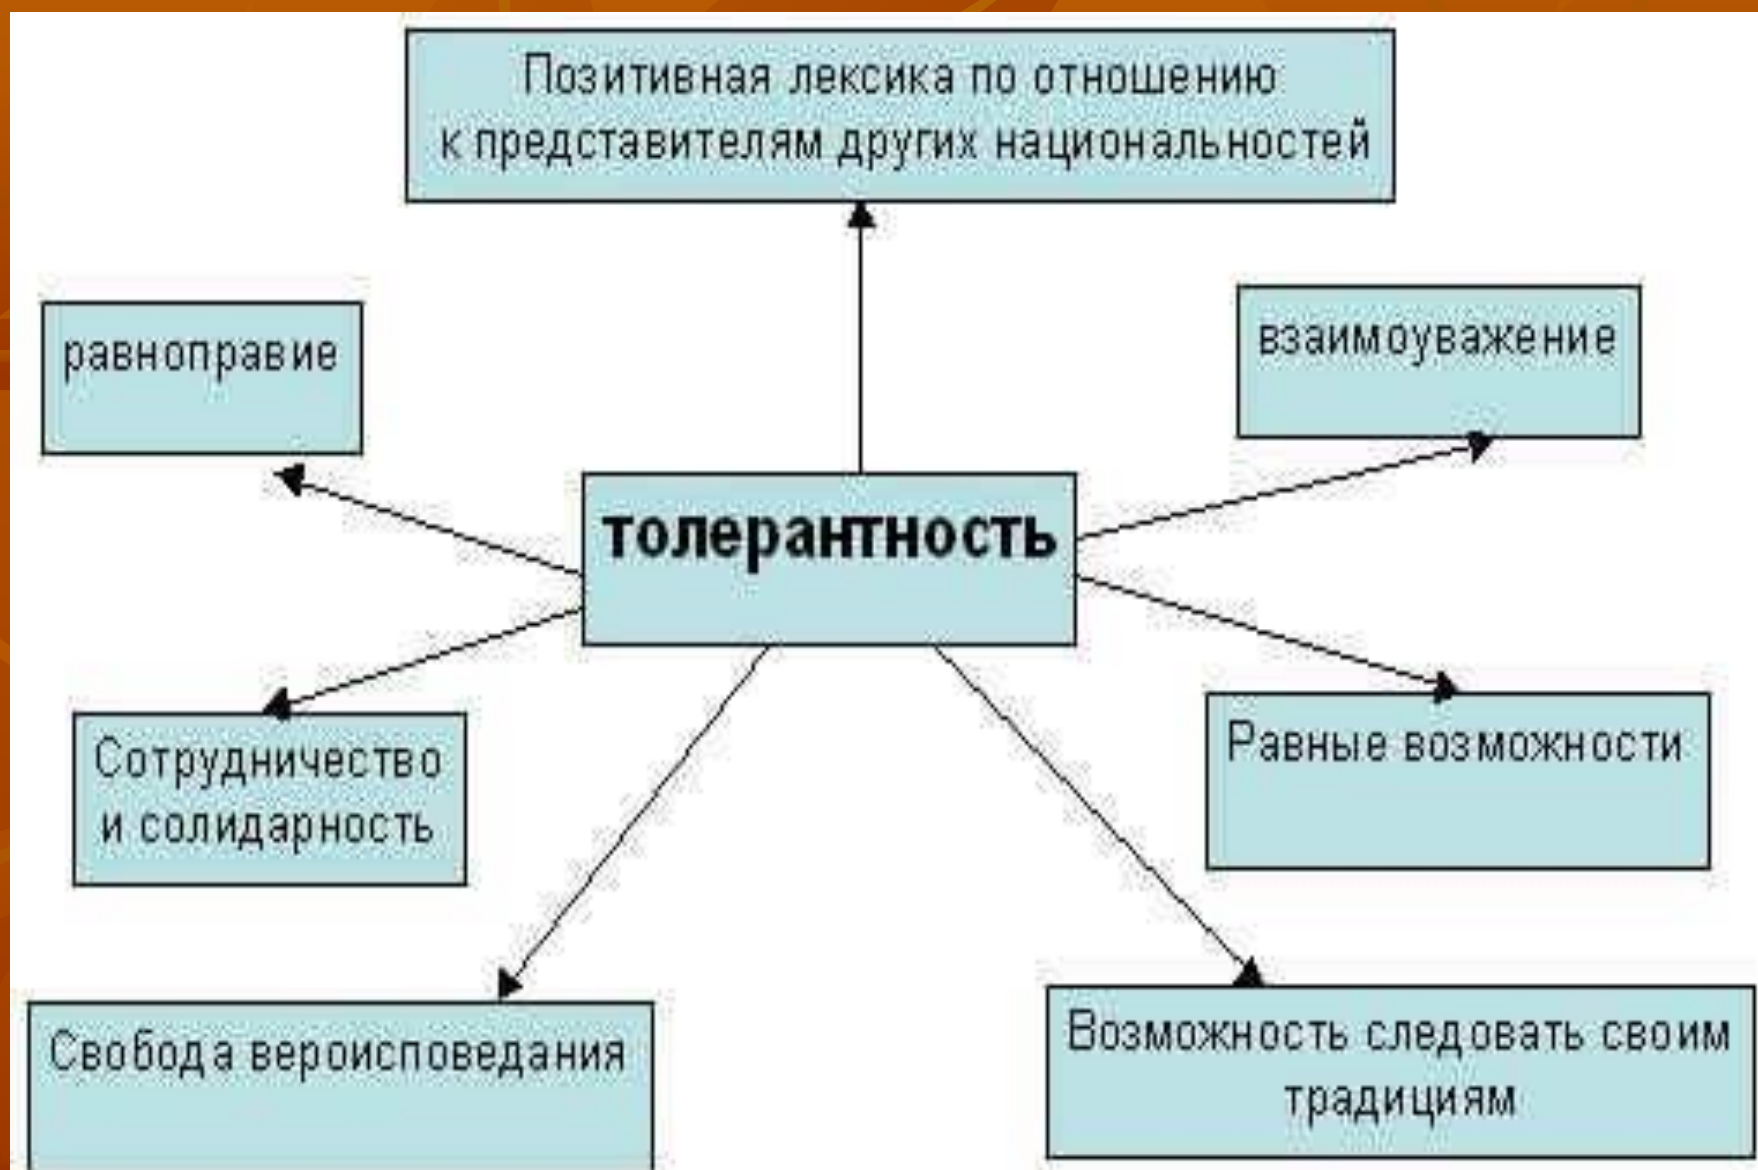 Позитивная лексика по отношению
к представителям других национальностей
равноправие
взаимоуважение
толерантность
Сотрудничество
и солидарность
Равные возможности
Свобода вероисповедания
Возможность следовать своим
традициям